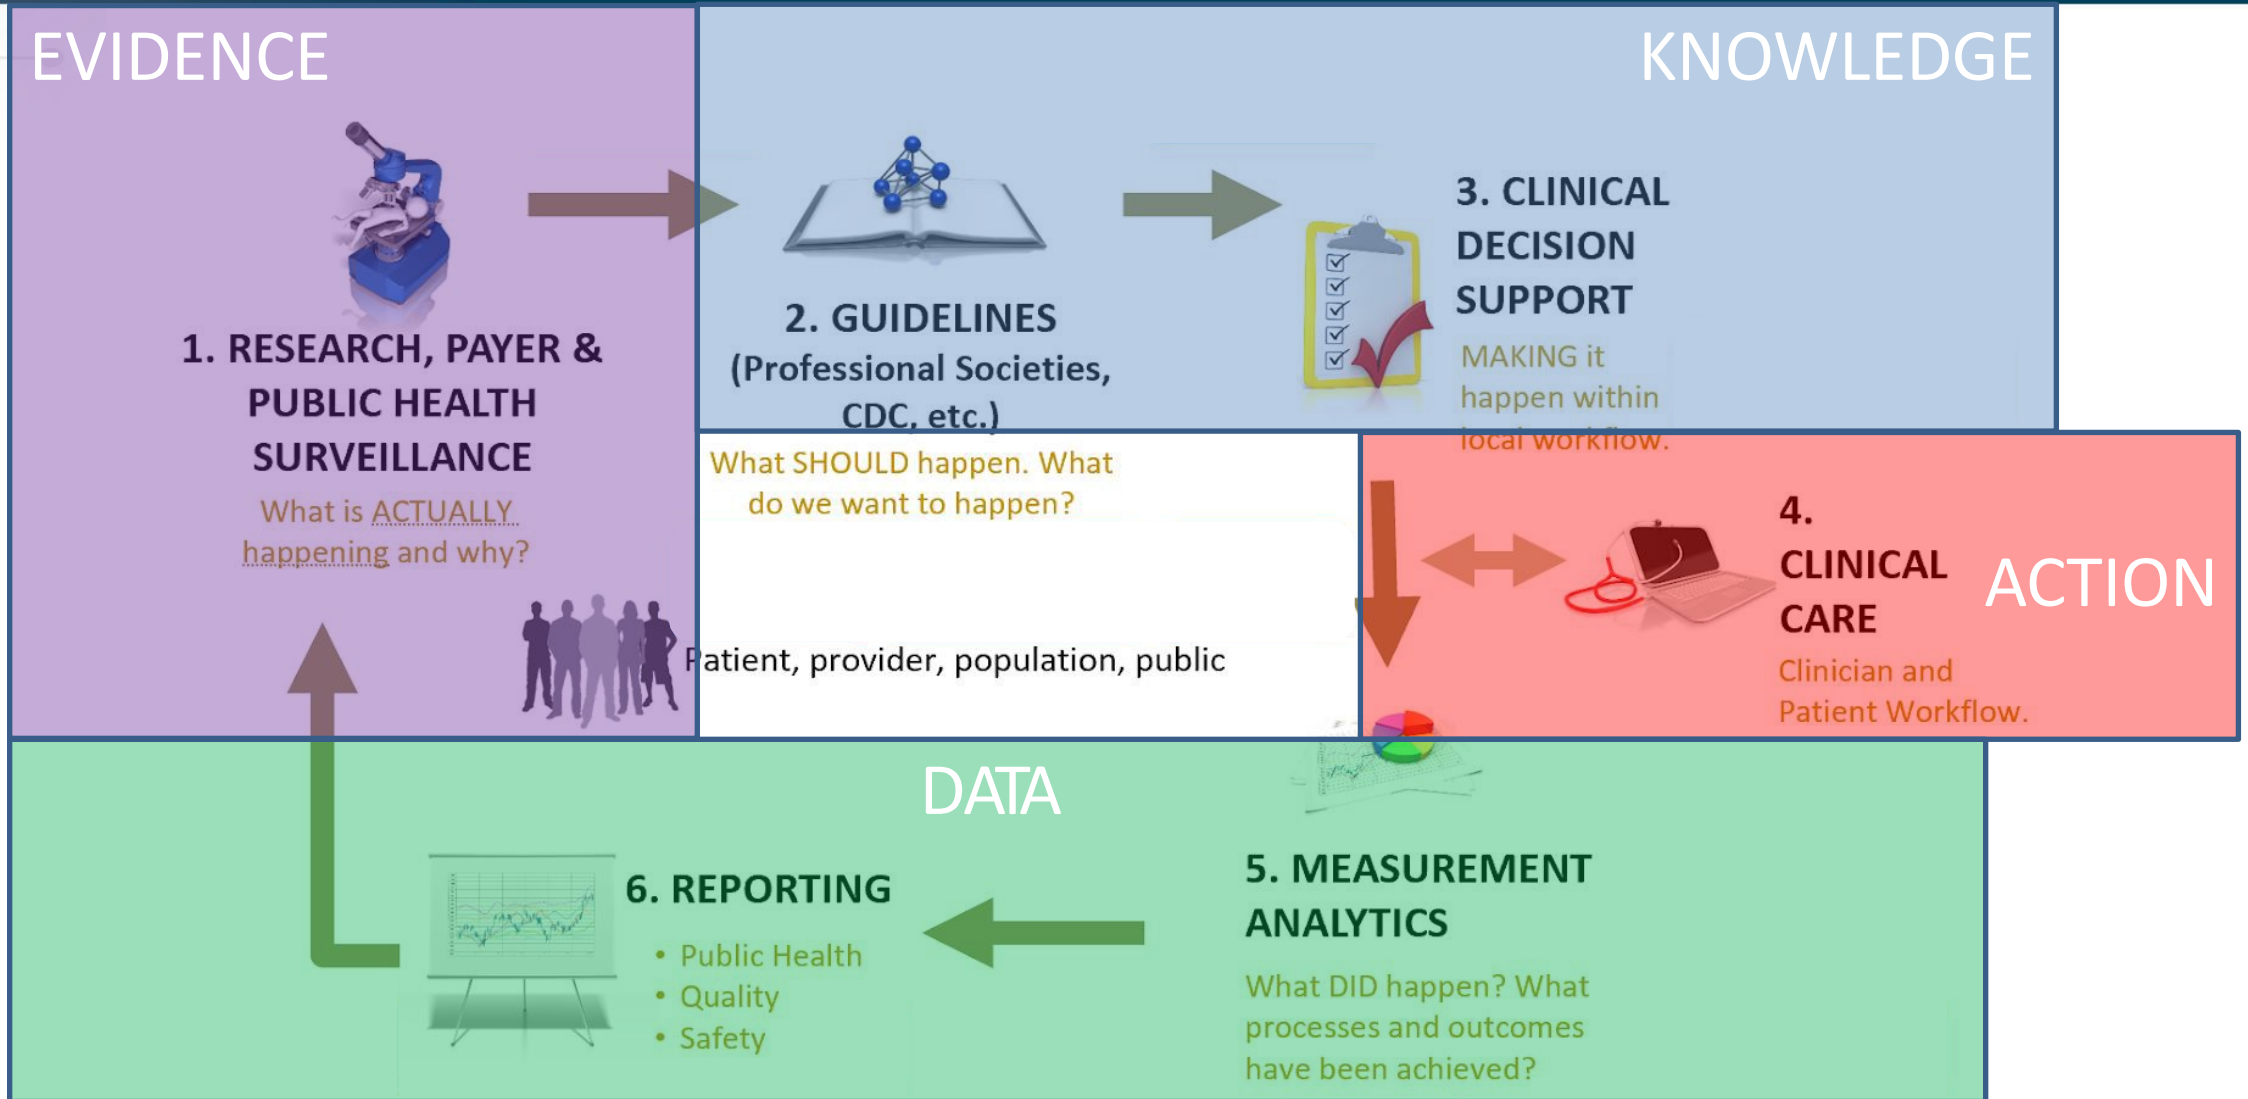 EVIDENCE
KNOWLEDGE
1. RESEARCH, PAYER &
PUBLIC HEALTH
SURVEILLANCE
What is ACTUALLY
happening and why?
2. GUIDELINES
(Professional Societies,
CDC, etc.)
What SHOULD happen. What
do we want to happen?
3. CLINICAL
DECISION
SUPPORT
MAKING it
happen within
local workflow.
4.
CLINICAL
CARE
Clinician and
Patient Workflow.
ACTION
Patient, provider, population, public
DATA
5. MEASUREMENT
ANALYTICS
What DID happen? What
processes and outcomes
have been achieved?
6. REPORTING
• Public Health
• Quality
• Safety